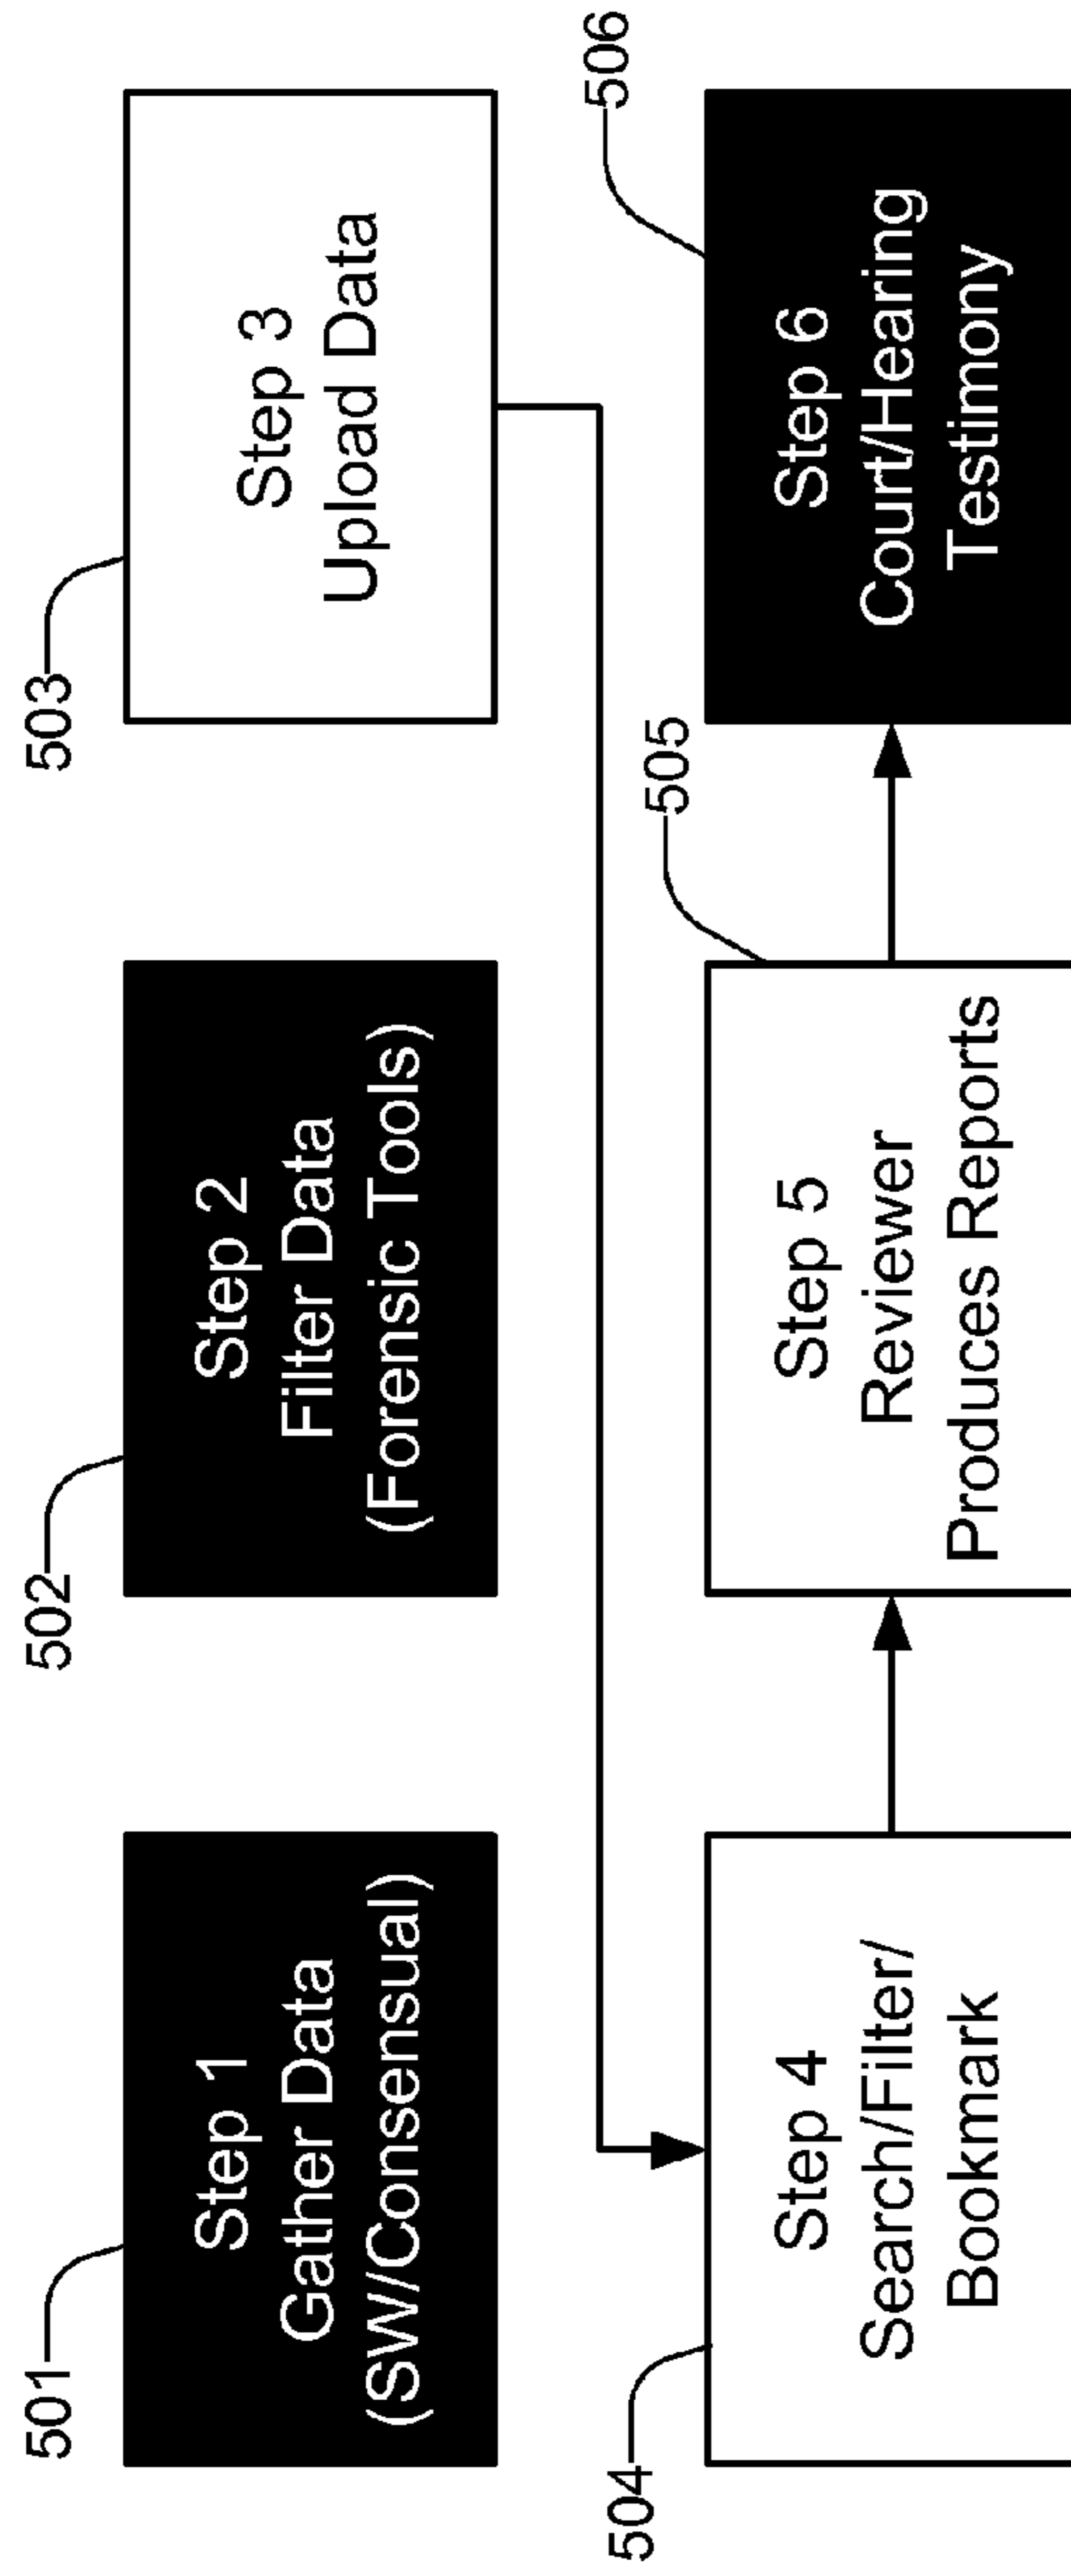 501
Step 1
Gather Data
(SW/Consensual)
502
Step 2
Filter Data
(Forensic Tools)
503
Step 3
Upload Data
504
Step 4
Search/Filter/
Bookmark
505
Step 5
Reviewer
Produces Reports
506
Step 6
Court/Hearing
Testimony